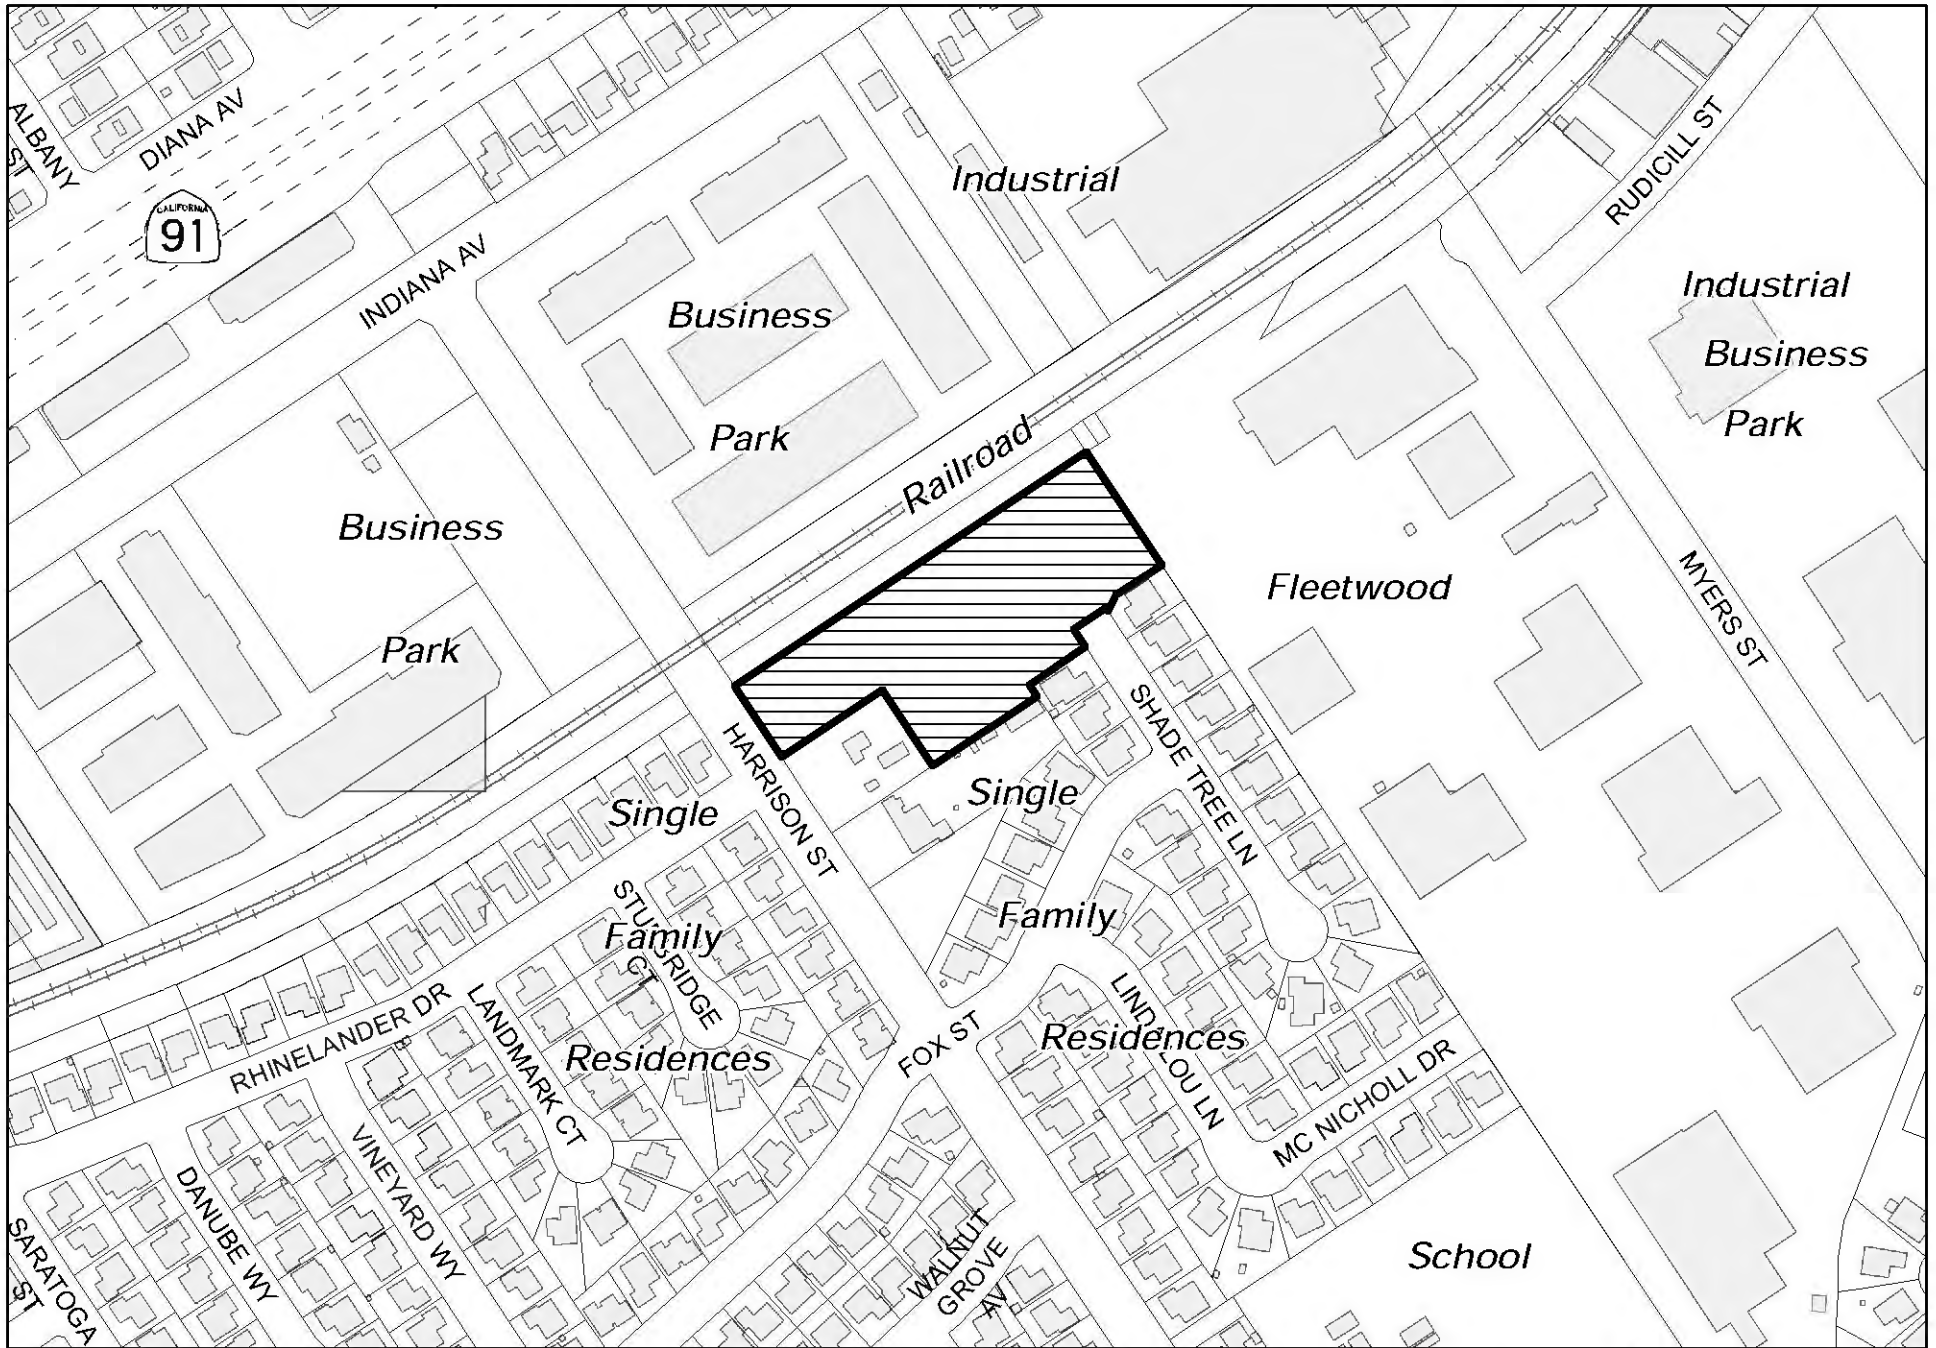 ALBANY
ST
DIANA AV
CALIFORNIA
91
INDIANA AV
Industrial
RUDICILL ST
Business
Park
Industrial
Business
Park
Railroad
Business
Park
Fleetwood
MYERS ST
HARRISON ST
SHADE TREE LN
Single
Family
Residences
Single
Family
Residences
STURBRIDGE
CT
LANDMARK CT
RHINELANDER DR
FOX ST
LINDA LOU LN
MC NICHOLL DR
VINEYARD WY
DANUBE WY
SARATOGA
ST
WALNUT
GROVE
AV
School